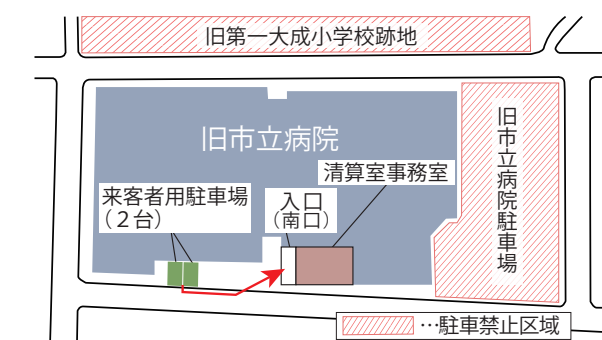 旧第一大成小学校跡地
旧市立病院
清算室事務室
来客者用駐車場
（２台）
入口
（南口）
旧市立病院駐車場
…駐車禁止区域